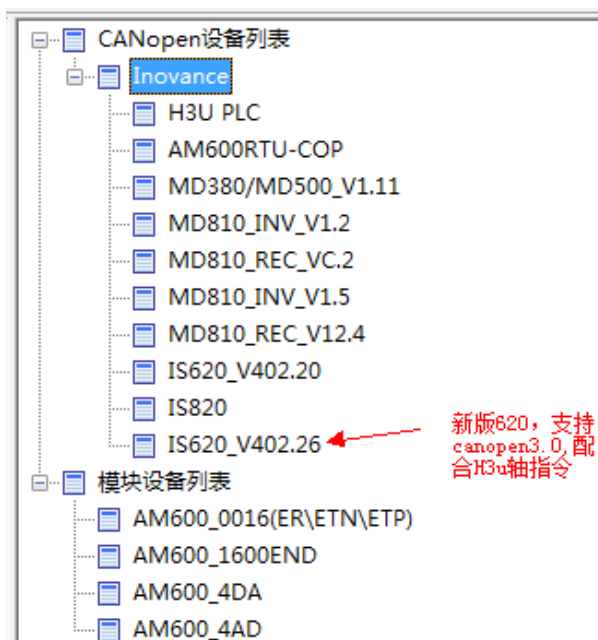 CANopen设备列表
Inovance
H3U PLC
AM600RTU-COP
MD380/MD500_V1.11
MD810_INV_V1.2
MD810_REC_VC.2
MD810_INV_V1.5
MD810_REC_V12.4
IS620_V402.20
IS820
IS620_V402.26
新版620，支持
canopen3.0,配
合H3u轴指令
模块设备列表
AM600_0016(ER\ETN\ETP)
AM600_1600END
AM600_4DA
AM600_4AD